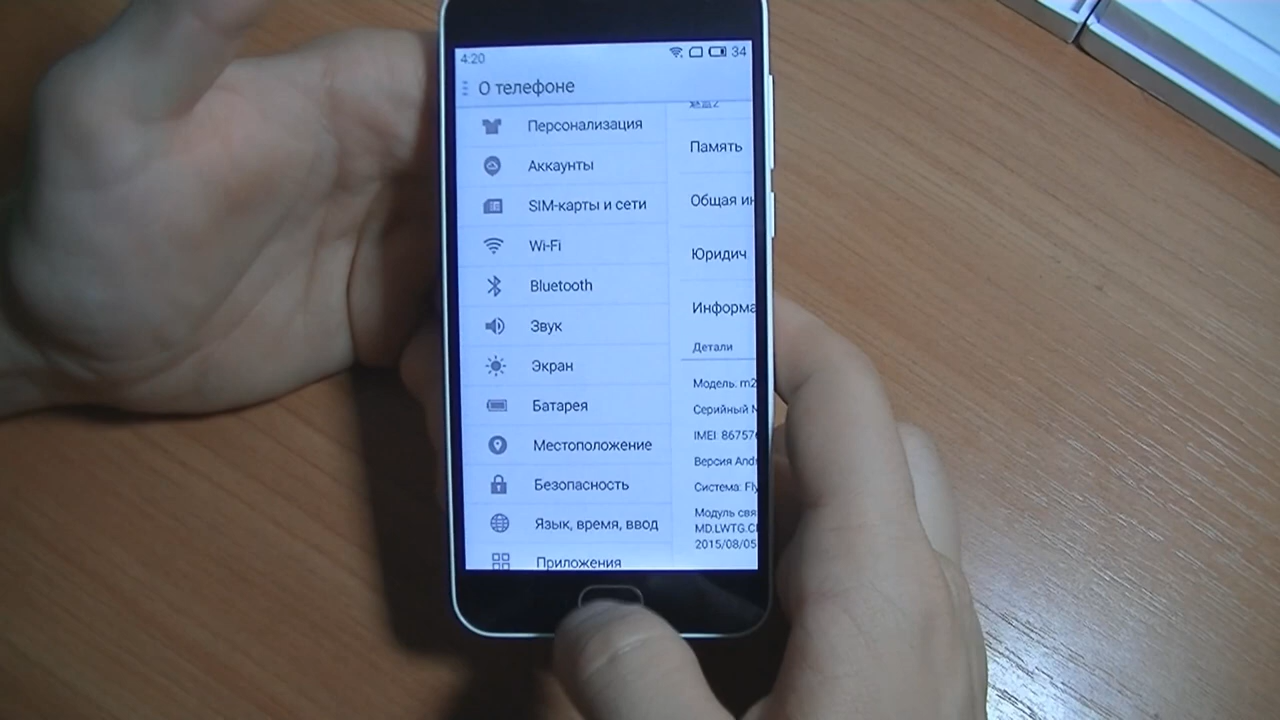 4:20
34
О телефоне
Персонализация
Аккаунты
SIM-карты и сети
Wi-Fi
Bluetooth
Звук
Экран
Батарея
Местоположение
Безопасность
Язык, время, ввод
Приложения
Память
Общая ин
Юридич
Информа
Детали
Модель: m2
Серийный N
IMEI: 86757
Версия And
Система: Fly
Модуль свя
MD.LWTG.C
2015/08/05